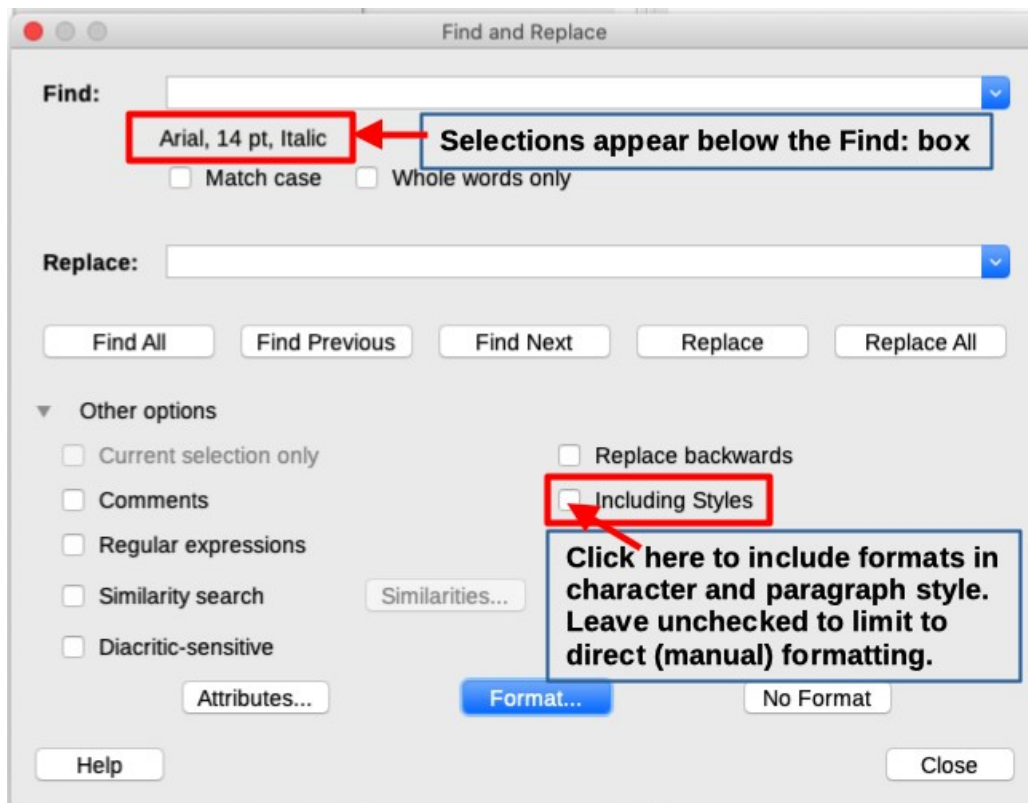 Find and Replace
Find:
Arial, 14 pt, Italic
Selections appear below the Find: box
Match case
Whole words only
Replace:
Find All
Find Previous
Find Next
Replace
Replace All
Other options
Current selection only
Replace backwards
Comments
Including Styles
Regular expressions
Click here to include formats in
character and paragraph style.
Leave unchecked to limit to
direct (manual) formatting.
Similarity search
Similarities...
Diacritic-sensitive
Attributes...
Format...
No Format
Help
Close